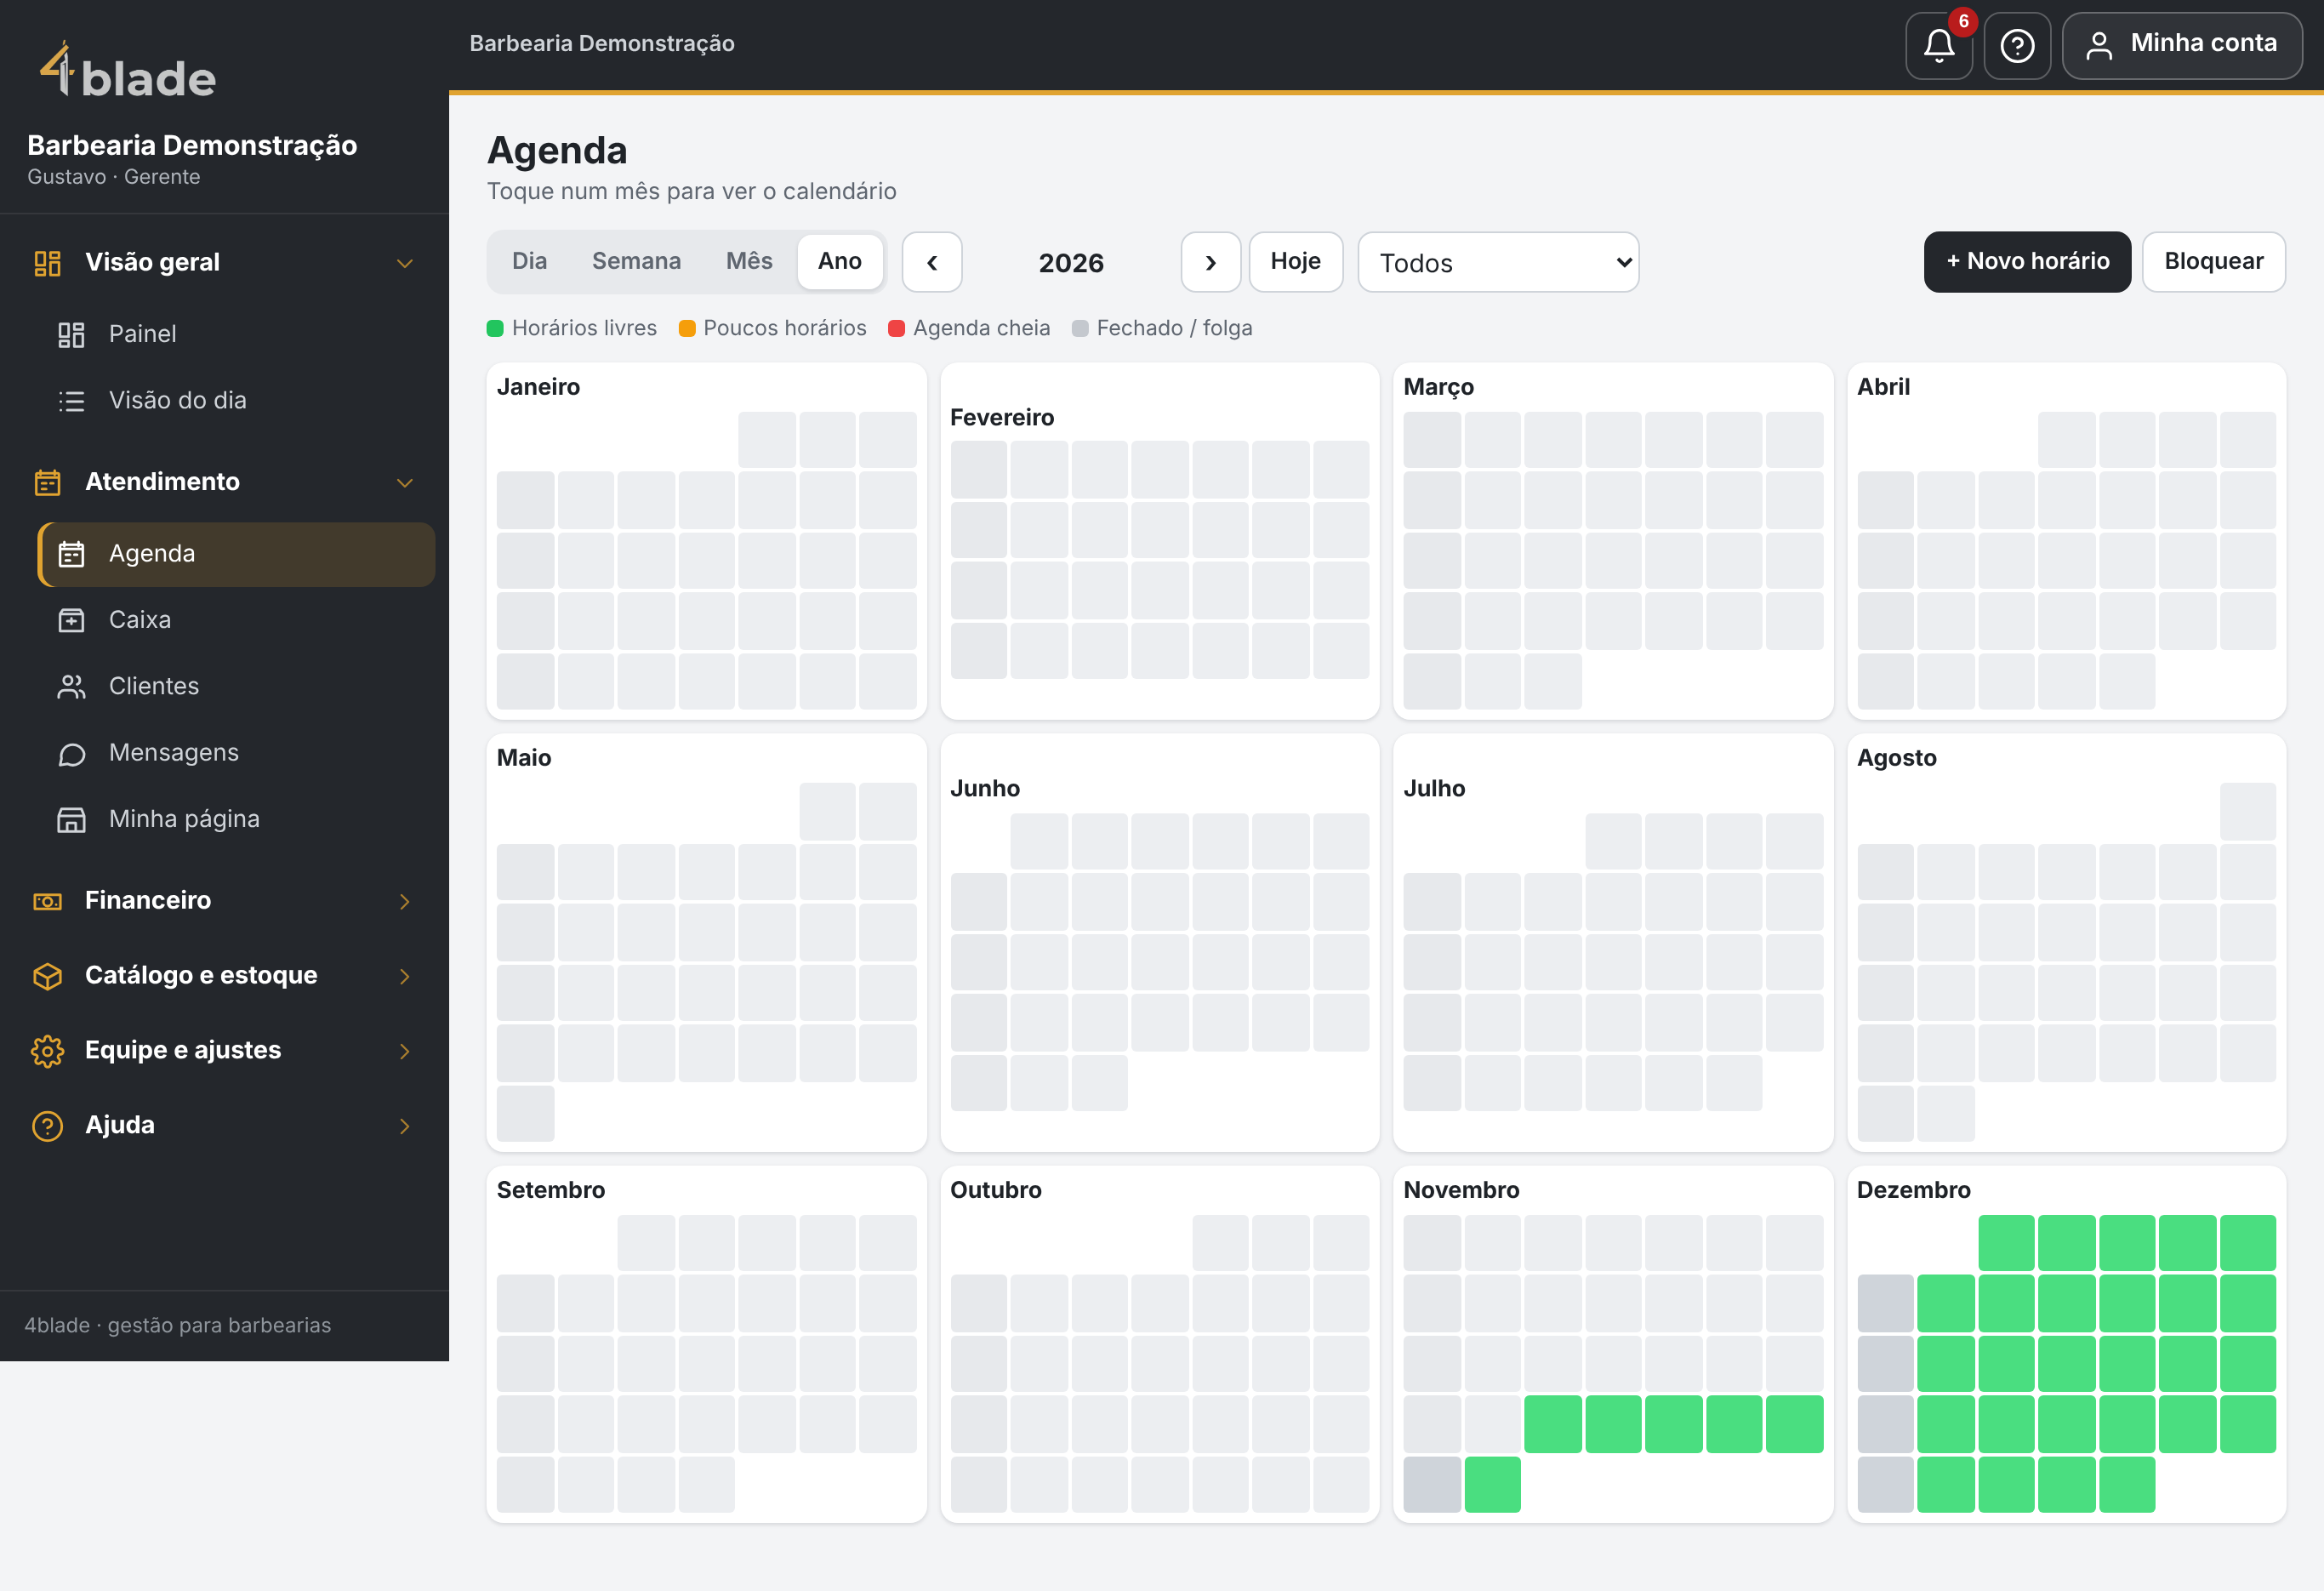 4blade
Barbearia Demonstração
Gustavo · Gerente
Visão geral
Painel
Visão do dia
Atendimento
Agenda
Caixa
Clientes
Mensagens
Minha página
Financeiro
Catálogo e estoque
Equipe e ajustes
Ajuda
4blade · gestão para barbearias
Barbearia Demonstração
6
Minha conta
Agenda
Toque num mês para ver o calendário
Dia Semana Mês Ano ‹ 2026 › Hoje Todos + Novo horário Bloquear
Horários livres Poucos horários Agenda cheia Fechado / folga
Janeiro
Fevereiro
Março
Abril
Maio
Junho
Julho
Agosto
Setembro
Outubro
Novembro
Dezembro